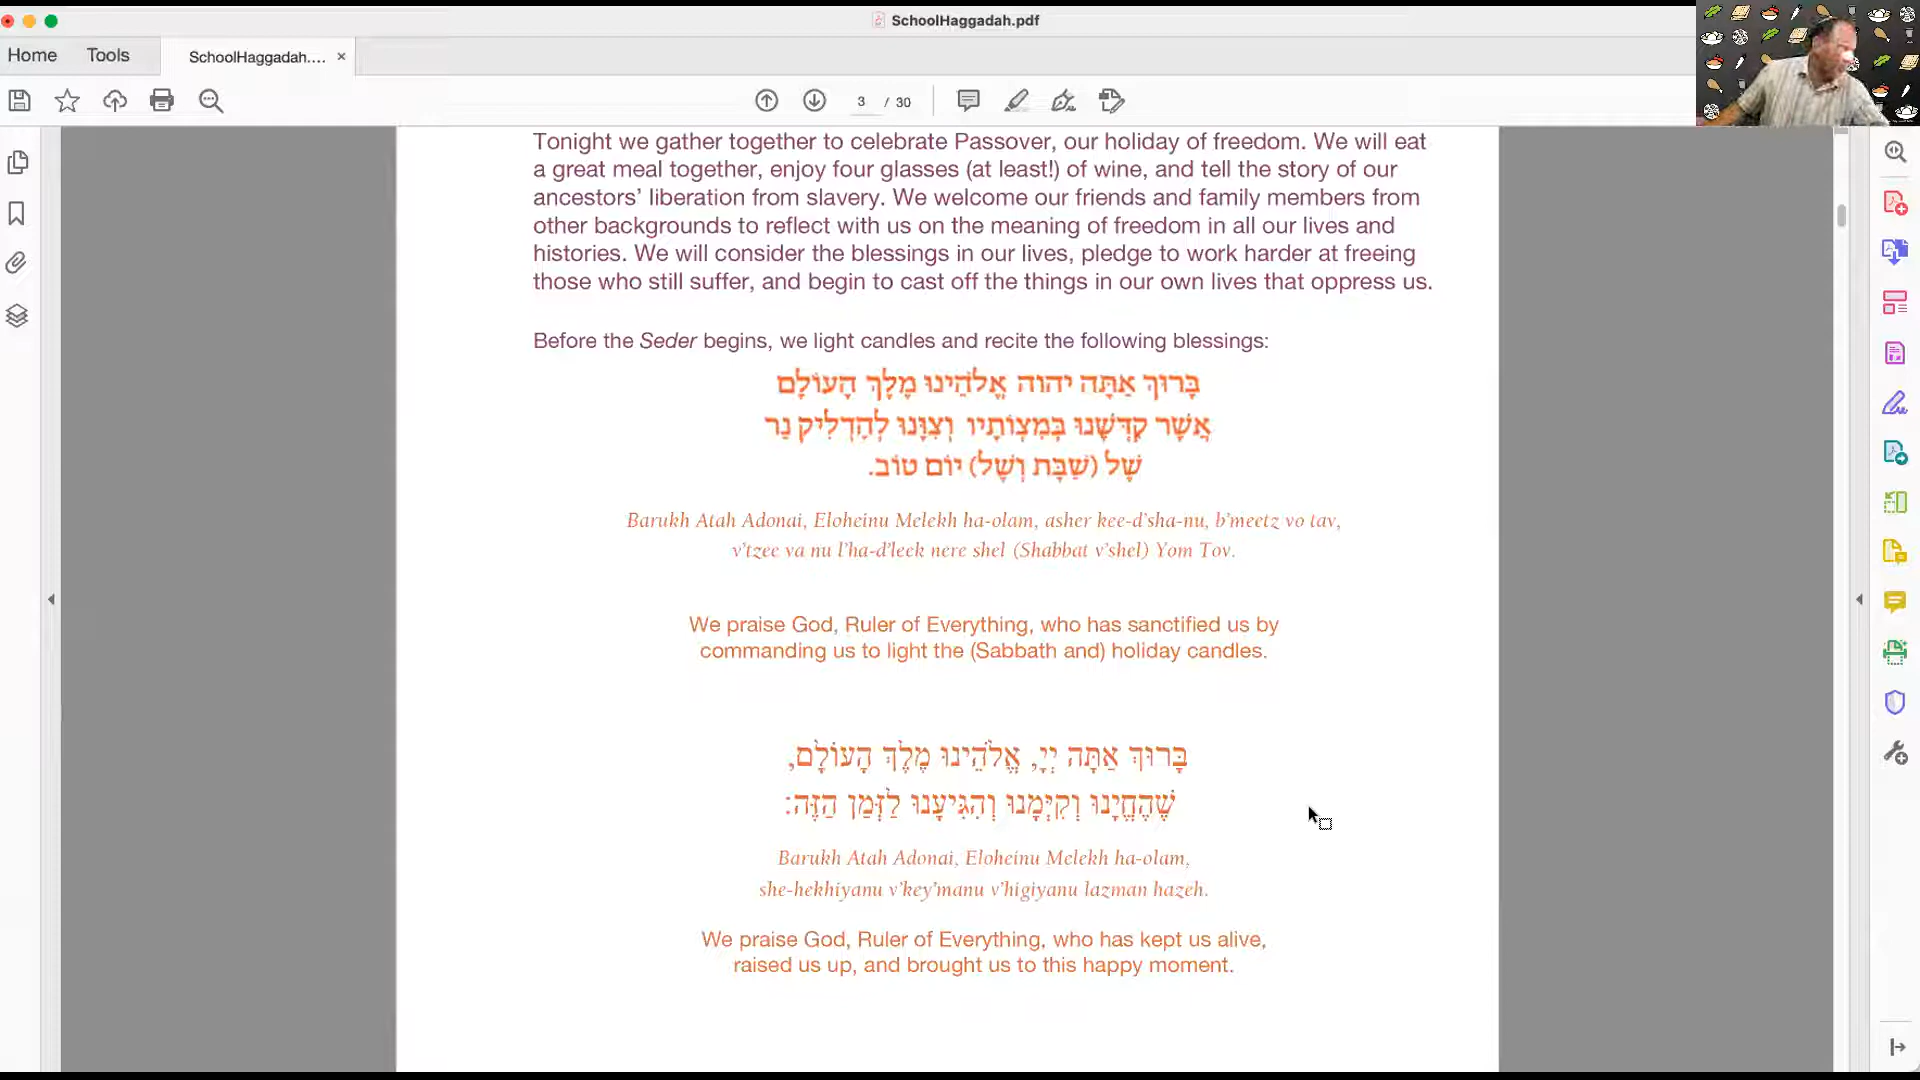 SchoolHaggadah.pdf
Home
Tools
SchoolHaggadah....
3 / 30
Tonight we gather together to celebrate Passover, our holiday of freedom. We will eat
a great meal together, enjoy four glasses (at least!) of wine, and tell the story of our
ancestors’ liberation from slavery. We welcome our friends and family members from
other backgrounds to reflect with us on the meaning of freedom in all our lives and
histories. We will consider the blessings in our lives, pledge to work harder at freeing
those who still suffer, and begin to cast off the things in our own lives that oppress us.
Before the Seder begins, we light candles and recite the following blessings:
בָּרוּךְ אַתָּה יהוה אֱלֹהֵינוּ מֶלֶךְ הָעוֹלָם
אֲשֶׁר קִדְּשָׁנוּ בְּמִצְוֹתָיו וְצִוָּנוּ לְהַדְלִיק נֵר
שֶׁל (שַׁבָּת וְשֶׁל) יוֹם טוֹב.
Barukh Atah Adonai, Eloheinu Melekh ha-olam, asher kee-d’sha-nu, b’meetz vo tav,
v’tzee va nu l’ha-d’leek nere shel (Shabbat v’shel) Yom Tov.
We praise God, Ruler of Everything, who has sanctified us by
commanding us to light the (Sabbath and) holiday candles.
בָּרוּךְ אַתָּה יְיָ, אֱלֹהֵינוּ מֶלֶךְ הָעוֹלָם,
שֶׁהֶחֱיָנוּ וְקִיְּמָנוּ וְהִגִּיעָנוּ לַזְּמַן הַזֶּה:
Barukh Atah Adonai, Eloheinu Melekh ha-olam,
she-hekhiyanu v’key’manu v’higiyanu lazman hazeh.
We praise God, Ruler of Everything, who has kept us alive,
raised us up, and brought us to this happy moment.